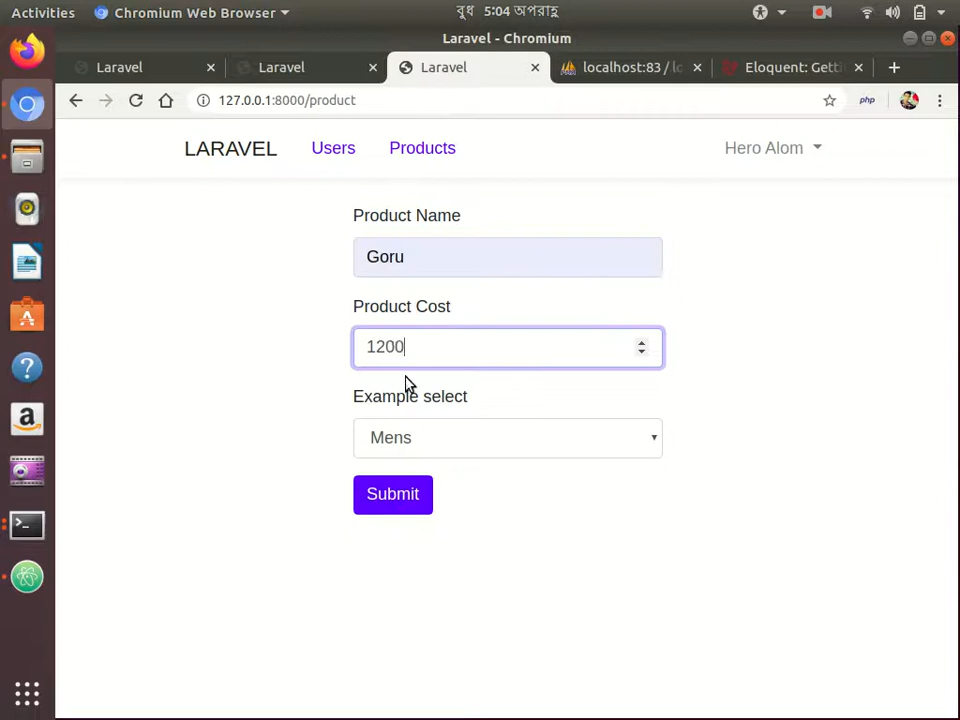 Activities Chromium Web Browser বুধ 5:04 অপরাহ্ণ
Laravel - Chromium
Laravel Laravel Laravel localhost:83 / lo Eloquent: Getti
127.0.0.1:8000/product php
LARAVEL Users Products Hero Alom
Product Name
Goru
Product Cost
1200
Example select
Mens
Submit